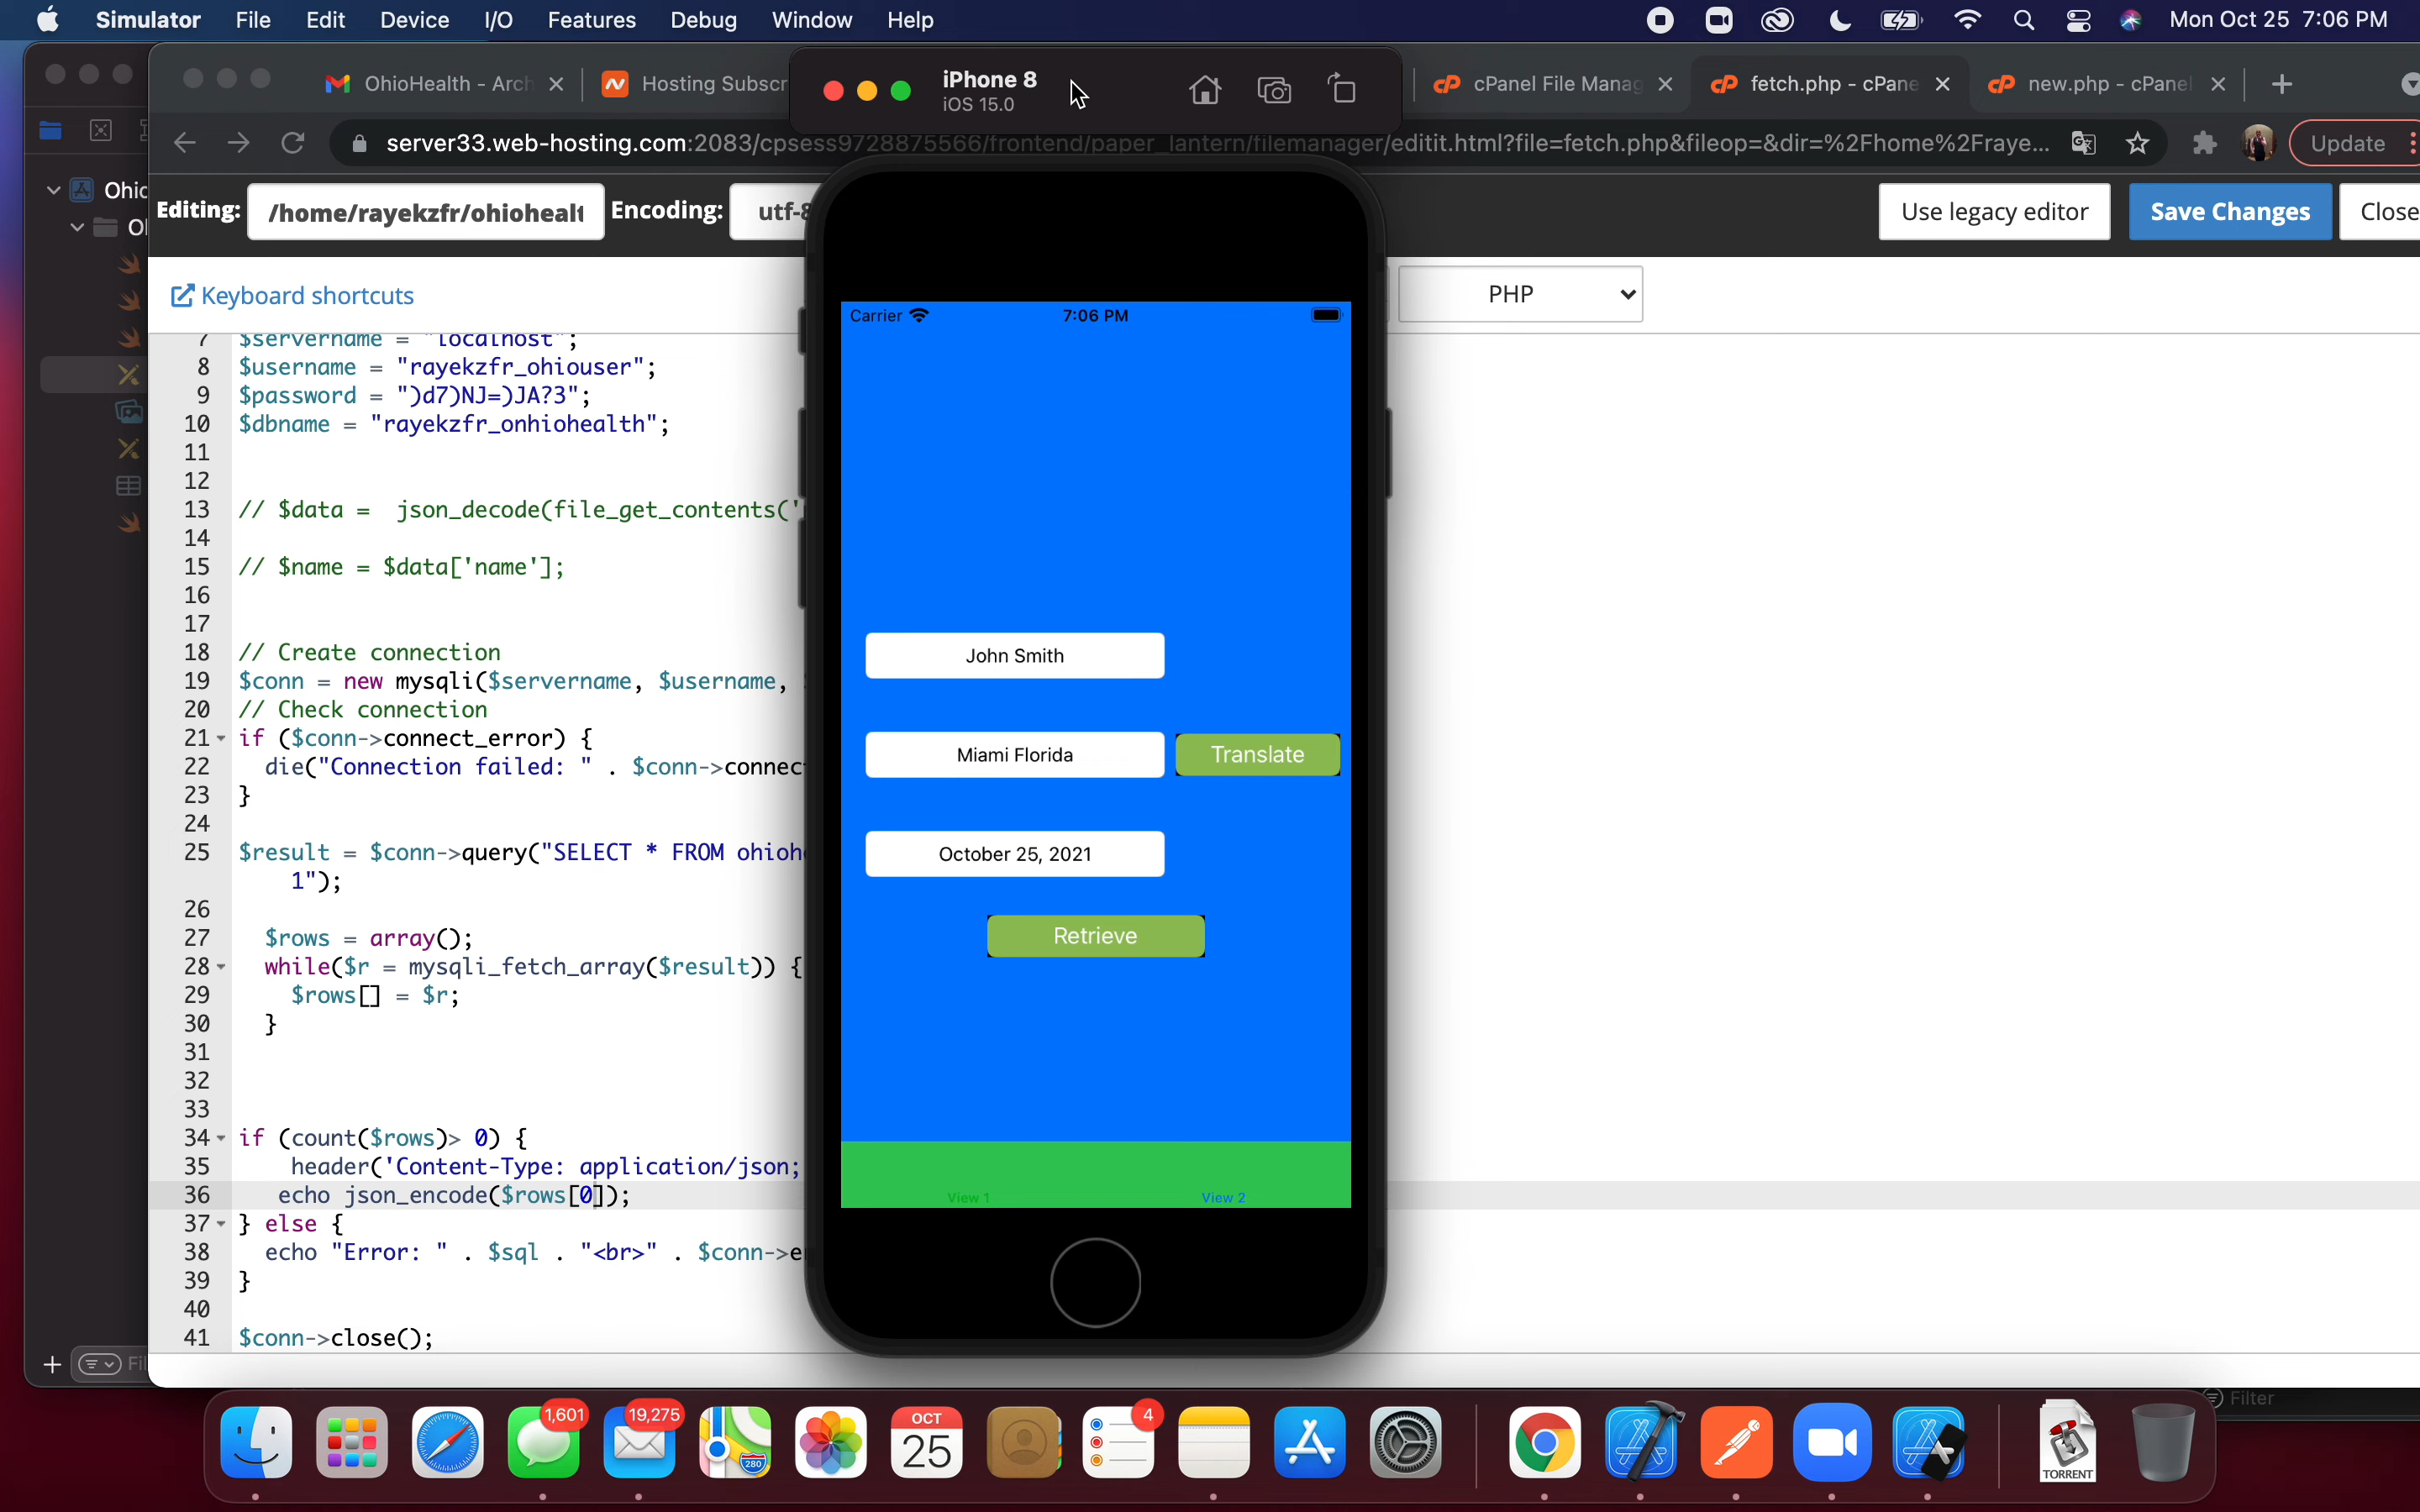 Simulator File Edit Device I/O Features Debug Window Help Mon Oct 25 7:06 PM
OhioHealth - Arch Hosting Subscr cPanel File Manag fetch.php - cPane new.php - cPanel
iPhone 8
iOS 15.0
server33.web-hosting.com:2083/cpsess9728875566/frontend/paper_lantern/filemanager/editit.html?file=fetch.php&fileop=&dir=%2Fhome%2Fraye... Update
Editing: /home/rayekzfr/ohiohealt Encoding: utf-8 Use legacy editor Save Changes Close
Keyboard shortcuts PHP
7 $servername = "localhost";
8 $username = "rayekzfr_ohiouser";
9 $password = ")d7)NJ=)JA?3";
10 $dbname = "rayekzfr_onhiohealth";
11
12
13 // $data =  json_decode(file_get_contents('
14
15 // $name = $data['name'];
16
17
18 // Create connection
19 $conn = new mysqli($servername, $username,
20 // Check connection
21 if ($conn->connect_error) {
22 die("Connection failed: " . $conn->connec
23 }
24
25 $result = $conn->query("SELECT * FROM ohioh
1");
26
27 $rows = array();
28 while($r = mysqli_fetch_array($result)) {
29 $rows[] = $r;
30 }
31
32
33
34 if (count($rows)> 0) {
35 header('Content-Type: application/json;
36 echo json_encode($rows[0]);
37 } else {
38 echo "Error: " . $sql . "<br>" . $conn->e
39 }
40
41 $conn->close();
Carrier 7:06 PM
John Smith
Miami Florida Translate
October 25, 2021
Retrieve
View 1 View 2
Ohio
Fil
Filter
1,601
19,275
280
OCT
25
4
TORRENT